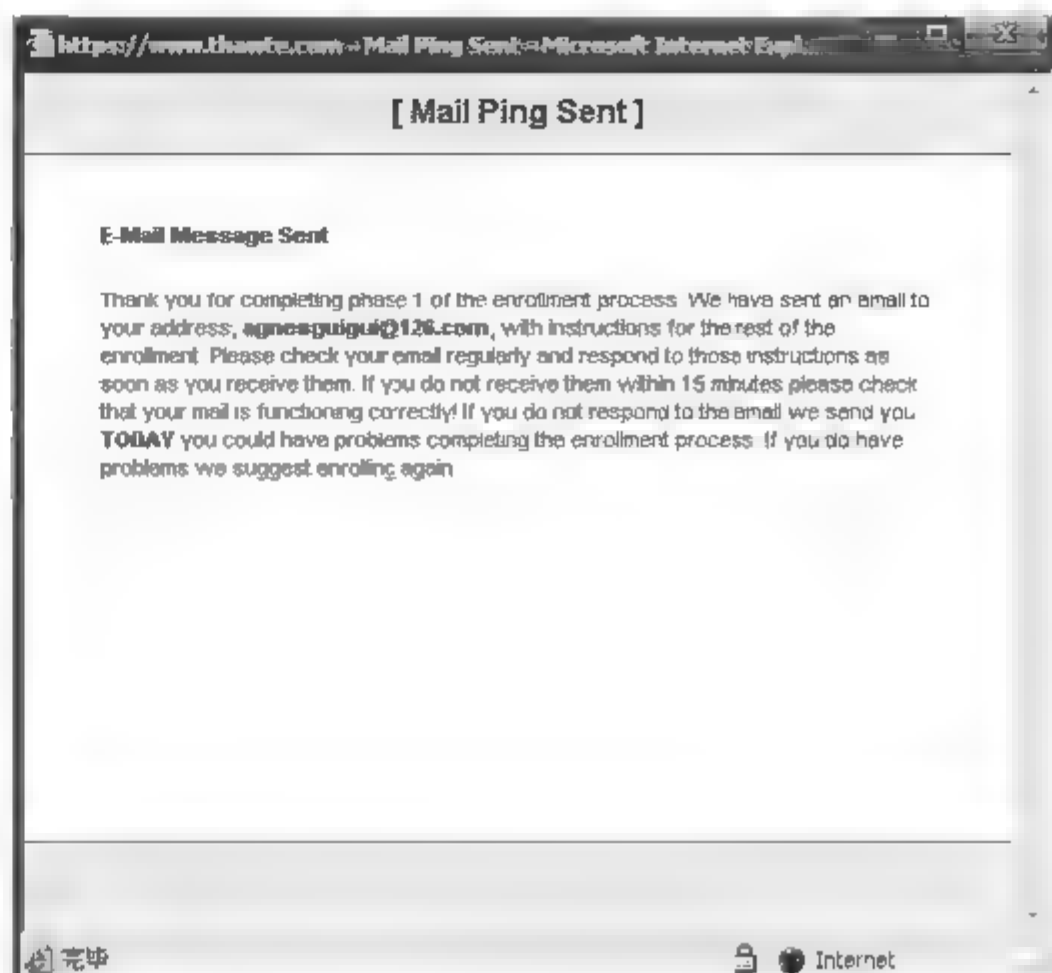 https://www.thawte.com - Mail Ping Sent - Microsoft Internet
[ Mail Ping Sent ]
E-Mail Message Sent
Thank you for completing phase 1 of the enrollment process. We have sent an email to
your address, agnesguigui@126.com, with instructions for the rest of the
enrollment. Please check your email regularly and respond to those instructions as
soon as you receive them. If you do not receive them within 15 minutes please check
that your mail is functioning correctly! If you do not respond to the email we send you
TODAY you could have problems completing the enrollment process. If you do have
problems we suggest enrolling again
完毕
Internet